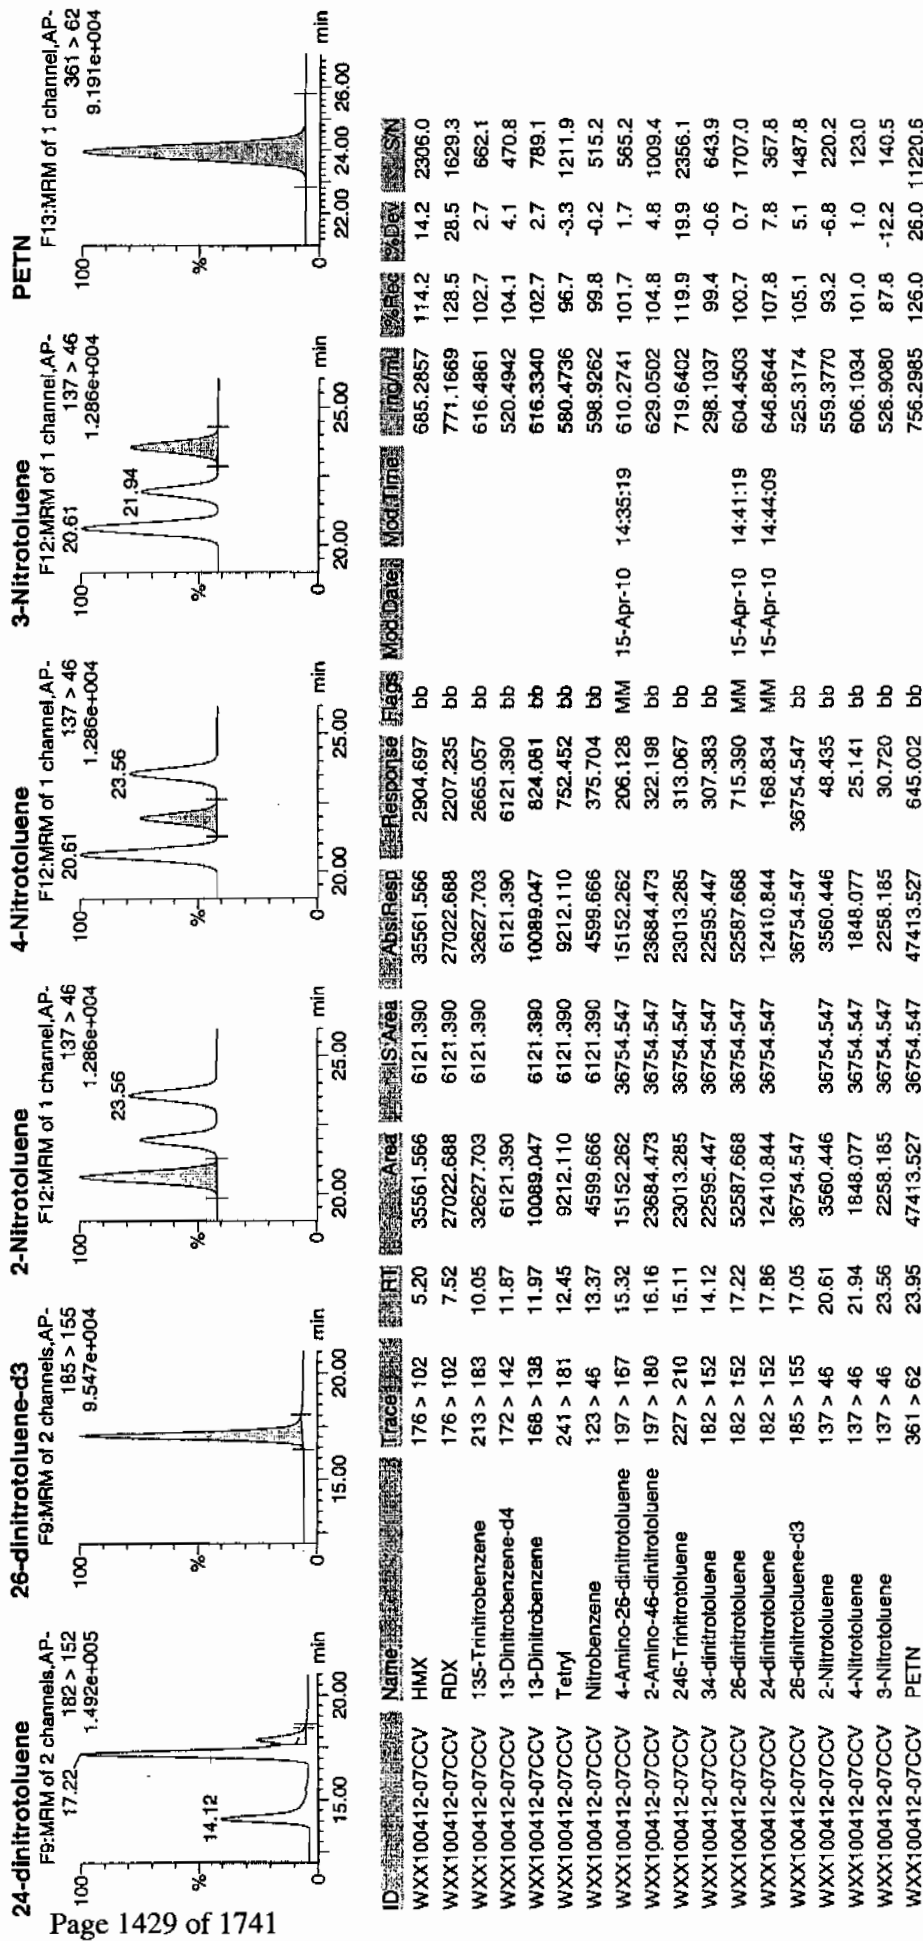 24-dinitrotoluene
F9:MRM of 2 channels,AP-
182 > 152
1.492e+005
100
17.22
14.12
%
0
15.00
20.00
min
26-dinitrotoluene-d3
F9:MRM of 2 channels,AP-
185 > 155
9.547e+004
100
%
0
15.00
20.00
min
2-Nitrotoluene
F12:MRM of 1 channel,AP-
137 > 46
1.286e+004
100
23.56
%
0
20.00
25.00
min
4-Nitrotoluene
F12:MRM of 1 channel,AP-
137 > 46
1.286e+004
100
20.61
23.56
%
0
20.00
25.00
min
3-Nitrotoluene
F12:MRM of 1 channel,AP-
137 > 46
1.286e+004
100
20.61
21.94
%
0
20.00
25.00
min
PETN
F13:MRM of 1 channel,AP-
361 > 62
9.191e+004
100
%
0
22.00
24.00
26.00
min
ID Name Trace RT Area IS Area Abs.Resp Response Flags Mod.Date Mod.Time ng/ml %Rec %Dev S/N
WXX100412-07CCV HMX 176 > 102 5.20 35561.566 6121.390 35561.566 2904.697 bb 685.2857 114.2 14.2 2306.0
WXX100412-07CCV RDX 176 > 102 7.52 27022.688 6121.390 27022.688 2207.235 bb 771.1669 128.5 28.5 1629.3
WXX100412-07CCV 135-Trinitrobenzene 213 > 183 10.05 32627.703 6121.390 32627.703 2665.057 bb 616.4861 102.7 2.7 662.1
WXX100412-07CCV 13-Dinitrobenzene-d4 172 > 142 11.87 6121.390 6121.390 6121.390 bb 520.4942 104.1 4.1 470.8
WXX100412-07CCV 13-Dinitrobenzene 168 > 138 11.97 10089.047 6121.390 10089.047 824.081 bb 616.3340 102.7 2.7 789.1
WXX100412-07CCV Tetryl 241 > 181 12.45 9212.110 6121.390 9212.110 752.452 bb 580.4736 96.7 -3.3 1211.9
WXX100412-07CCV Nitrobenzene 123 > 46 13.37 4599.666 6121.390 4599.666 375.704 bb 598.9262 99.8 -0.2 515.2
WXX100412-07CCV 4-Amino-26-dinitrotoluene 197 > 167 15.32 15152.262 36754.547 15152.262 206.128 MM 15-Apr-10 14:35:19 610.2741 101.7 1.7 565.2
WXX100412-07CCV 2-Amino-46-dinitrotoluene 197 > 180 16.16 23684.473 36754.547 23684.473 322.198 bb 629.0502 104.8 4.8 1009.4
WXX100412-07CCV 246-Trinitrotoluene 227 > 210 15.11 23013.285 36754.547 23013.285 313.067 bb 719.6402 119.9 19.9 2356.1
WXX100412-07CCV 34-dinitrotoluene 182 > 152 14.12 22595.447 36754.547 22595.447 307.383 bb 298.1037 99.4 -0.6 643.9
WXX100412-07CCV 26-dinitrotoluene 182 > 152 17.22 52587.668 36754.547 52587.668 715.390 MM 15-Apr-10 14:41:19 604.4503 100.7 0.7 1707.0
WXX100412-07CCV 24-dinitrotoluene 182 > 152 17.86 12410.844 36754.547 12410.844 168.834 MM 15-Apr-10 14:44:09 646.8644 107.8 7.8 367.8
WXX100412-07CCV 26-dinitrotoluene-d3 185 > 155 17.05 36754.547 36754.547 36754.547 bb 525.3174 105.1 5.1 1487.8
WXX100412-07CCV 2-Nitrotoluene 137 > 46 20.61 3560.446 36754.547 3560.446 48.435 bb 559.3770 93.2 -6.8 220.2
WXX100412-07CCV 4-Nitrotoluene 137 > 46 21.94 1848.077 36754.547 1848.077 25.141 bb 606.1034 101.0 1.0 123.0
WXX100412-07CCV 3-Nitrotoluene 137 > 46 23.56 2258.185 36754.547 2258.185 30.720 bb 526.9080 87.8 -12.2 140.5
WXX100412-07CCV PETN 361 > 62 23.95 47413.527 36754.547 47413.527 645.002 bb 756.2985 126.0 26.0 11220.6
Page 1429 of 1741